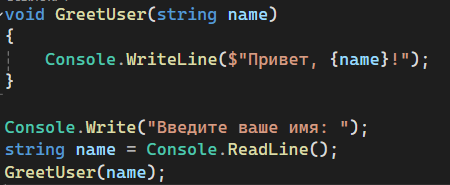 void GreetUser(string name)
{
    Console.WriteLine($"Привет, {name}!");
}

Console.Write("Введите ваше имя: ");
string name = Console.ReadLine();
GreetUser(name);